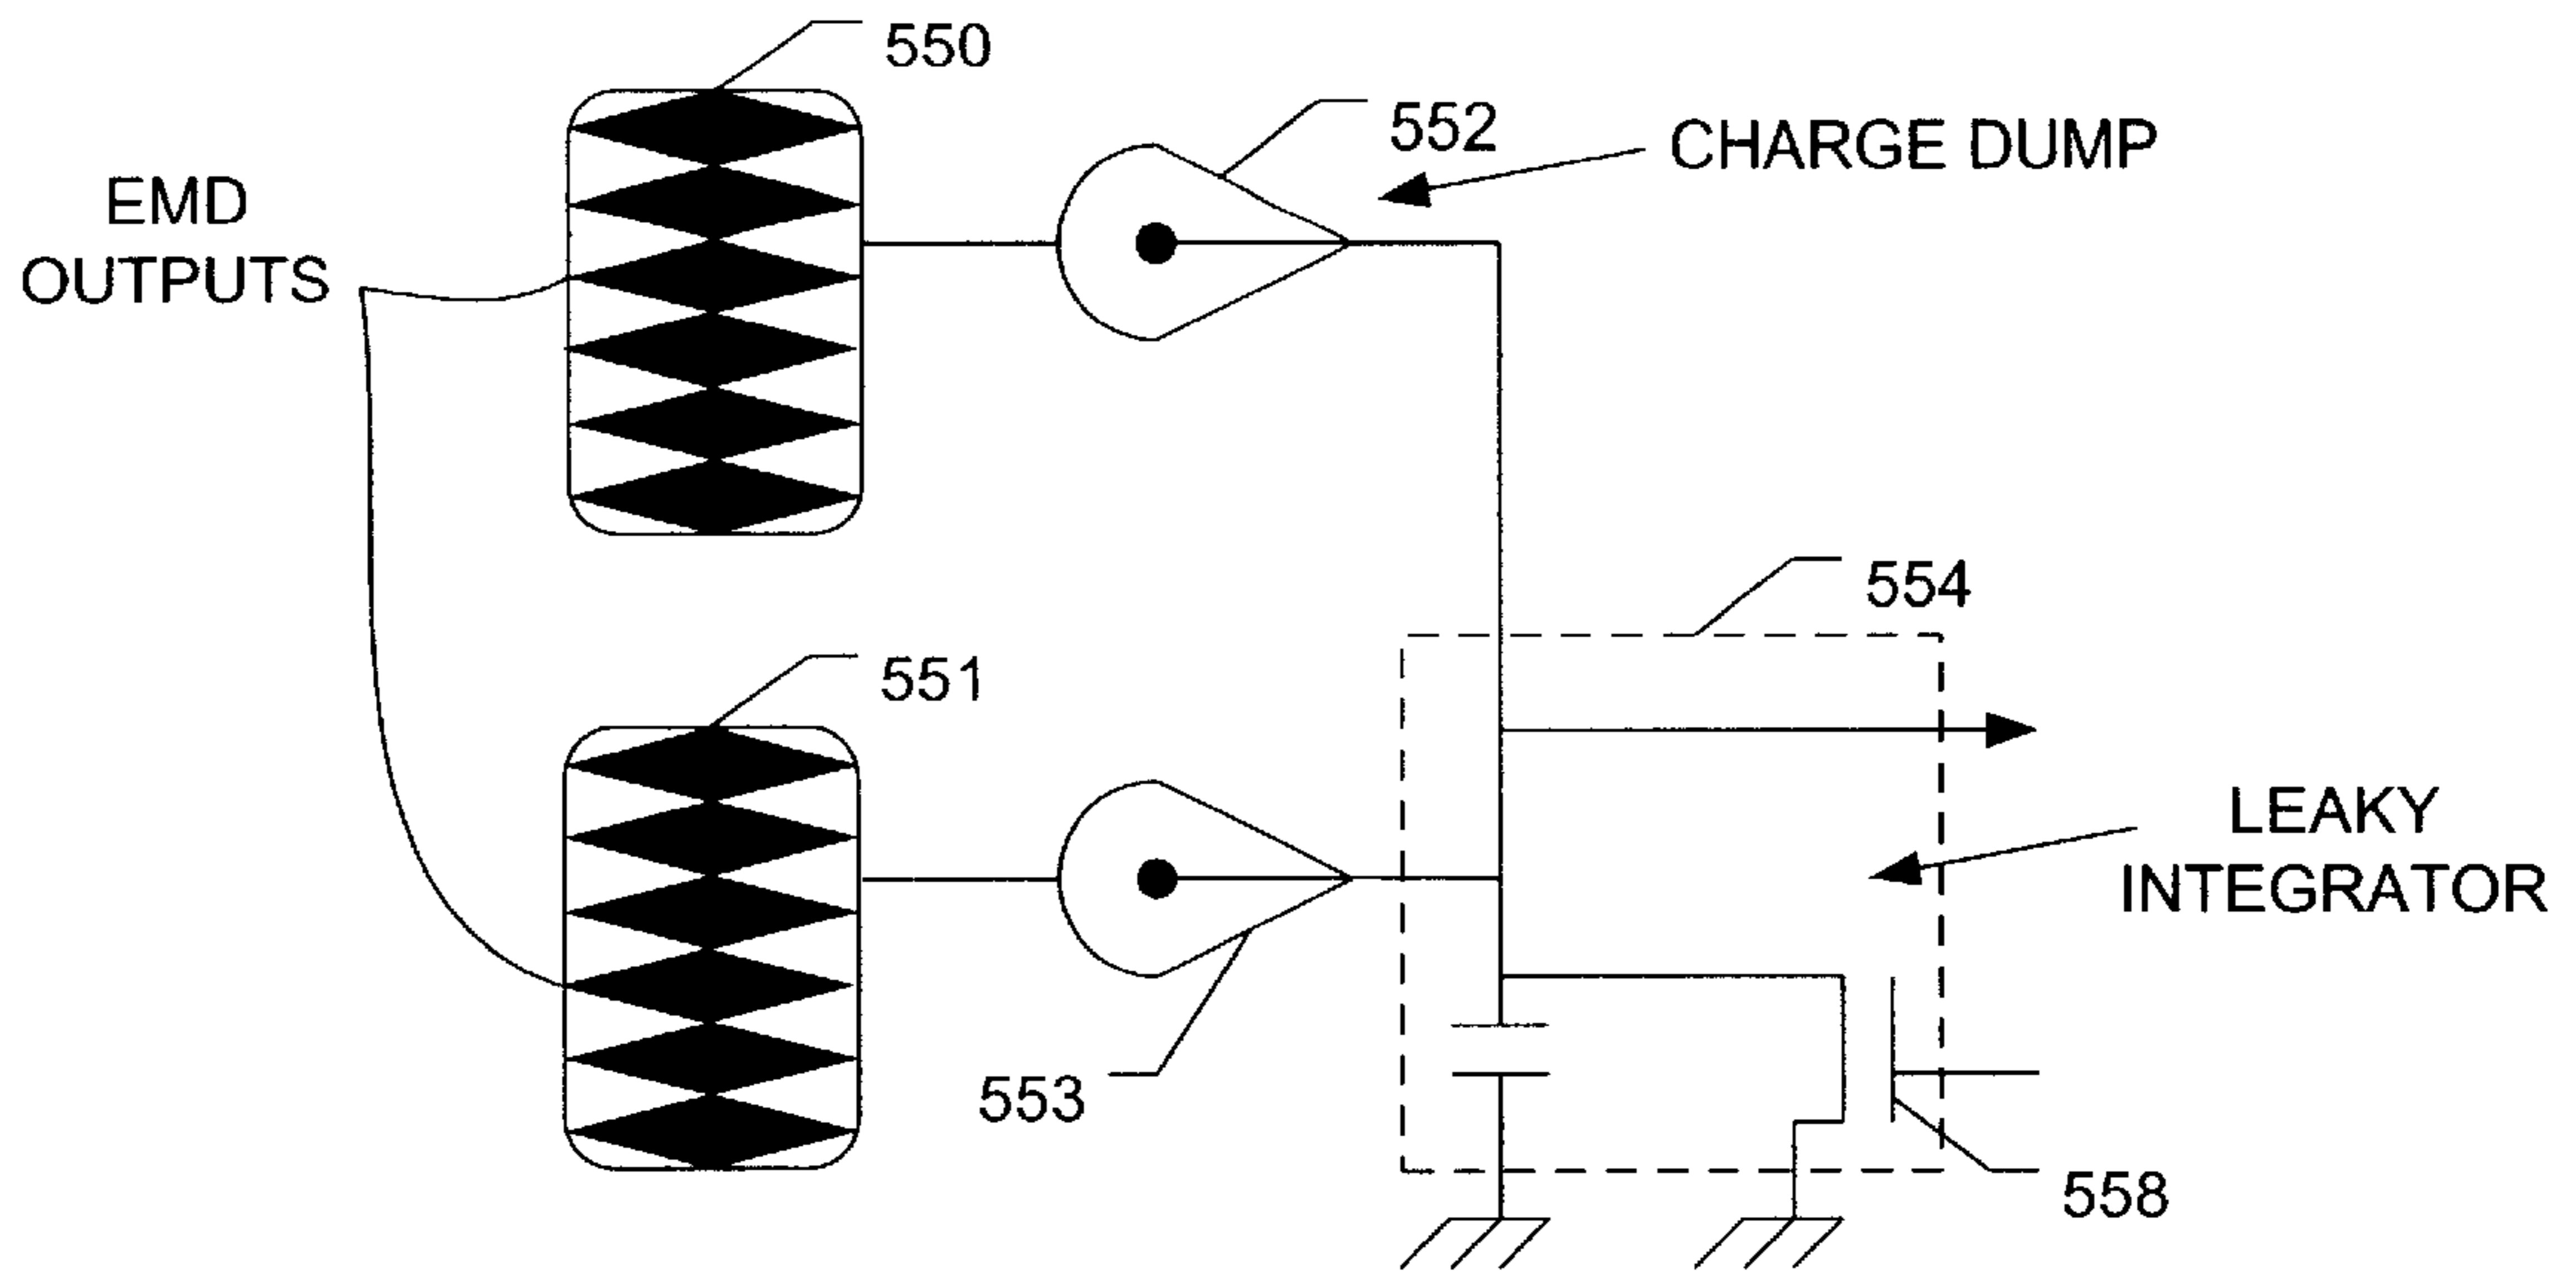 550
552
CHARGE DUMP
EMD
OUTPUTS
554
551
LEAKY
INTEGRATOR
553
558